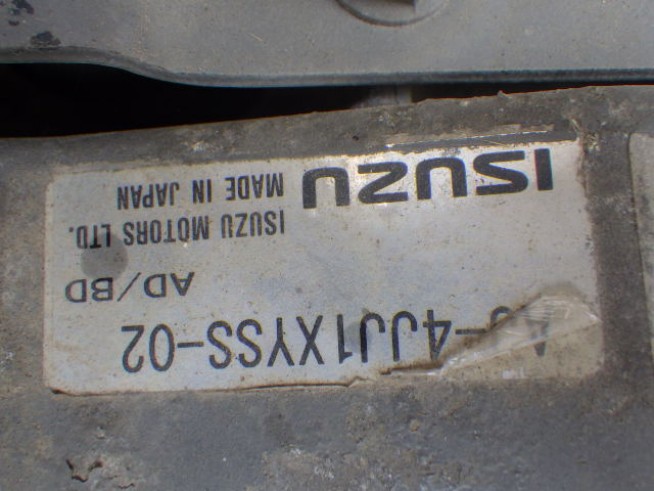 -4JJ1XYSS-02
AD/BD
ISUZU MOTORS LTD.
ISUZU MADE IN JAPAN